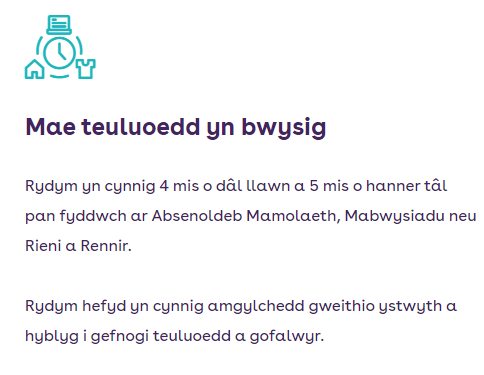 Mae teuluoedd yn bwysig
Rydym yn cynnig 4 mis o dâl llawn a 5 mis o hanner tâl
pan fyddwch ar Absenoldeb Mamolaeth, Mabwysiadu neu
Rieni a Rennir.
Rydym hefyd yn cynnig amgylchedd gweithio ystwyth a
hyblyg i gefnogi teuluoedd a gofalwyr.